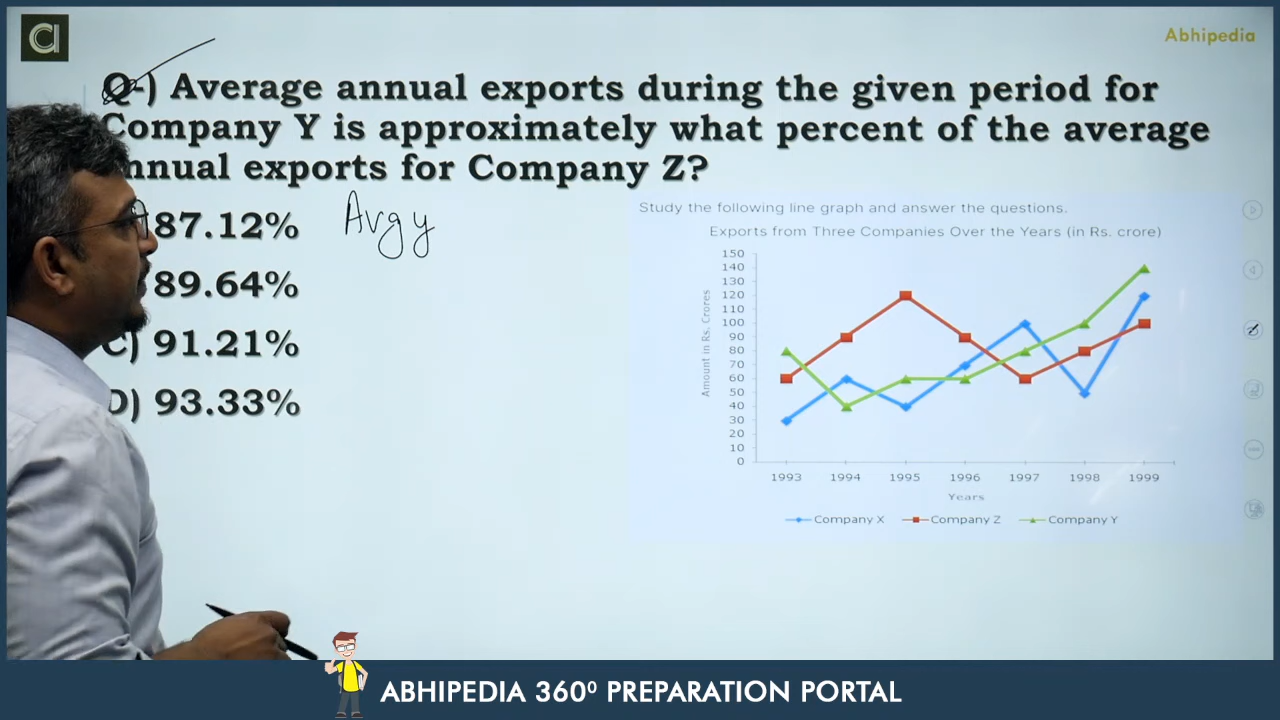 Abhipedia
Q-) Average annual exports during the given period for
Company Y is approximately what percent of the average
nnual exports for Company Z?
87.12%
Avg y
89.64%
C) 91.21%
D) 93.33%
Study the following line graph and answer the questions.
Exports from Three Companies Over the Years (in Rs. crore)
Amount in Rs. Crores
150
140
130
120
110
100
90
80
70
60
50
40
30
20
10
0
1993 1994 1995 1996 1997 1998 1999
Years
Company X Company Z Company Y
ABHIPEDIA 360⁰ PREPARATION PORTAL